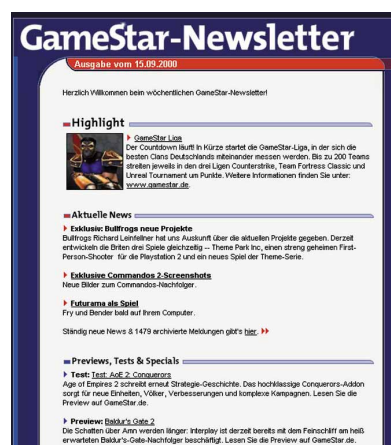 GameStar-Newsletter
Ausgabe vom 15.09.2000
Herzlich Willkommen beim wöchentlichen GameStar-Newsletter!
Highlight
GameStar Liga
Der Countdown läuft! In Kürze startet die GameStar-Liga, in der sich die
besten Clans Deutschlands miteinander messen werden. Bis zu 200 Teams
streiten jeweils in den drei Ligen Counterstrike, Team Fortress Classic und
Unreal Tournament um Punkte. Weitere Informationen finden Sie unter:
www.gamestar.de.
Aktuelle News
Exklusiv: Bullfrogs neue Projekte
Bullfrogs Richard Leinfellner hat uns Auskunft über die aktuellen Projekte gegeben. Derzeit
entwickeln die Briten drei Spiele gleichzeitig -- Theme Park Inc, einen streng geheimen First-
Person-Shooter für die Playstation 2 und ein neues Spiel der Theme-Serie.
Exklusive Commandos 2-Screenshots
Neue Bilder zum Commandos-Nachfolger.
Futurama als Spiel
Fry und Bender bald auf Ihrem Computer.
Ständig neue News & 1479 archivierte Meldungen gibt's hier.
Previews, Tests & Specials
Test: Test: AoE 2: Conquerors
Age of Empires 2 schreibt erneut Strategie-Geschichte. Das hochklassige Conquerors-Addon
sorgt für neue Einheiten, Völker, Verbesserungen und komplexe Kampagnen. Lesen Sie die
Preview auf GameStar.de.
Preview: Baldur's Gate 2
Die Schatten über Amn werden länger: Interplay ist derzeit bereits mit dem Feinschliff am heiß
erwarteten Baldur's-Gate-Nachfolger beschäftigt. Lesen Sie die Preview auf GameStar.de.